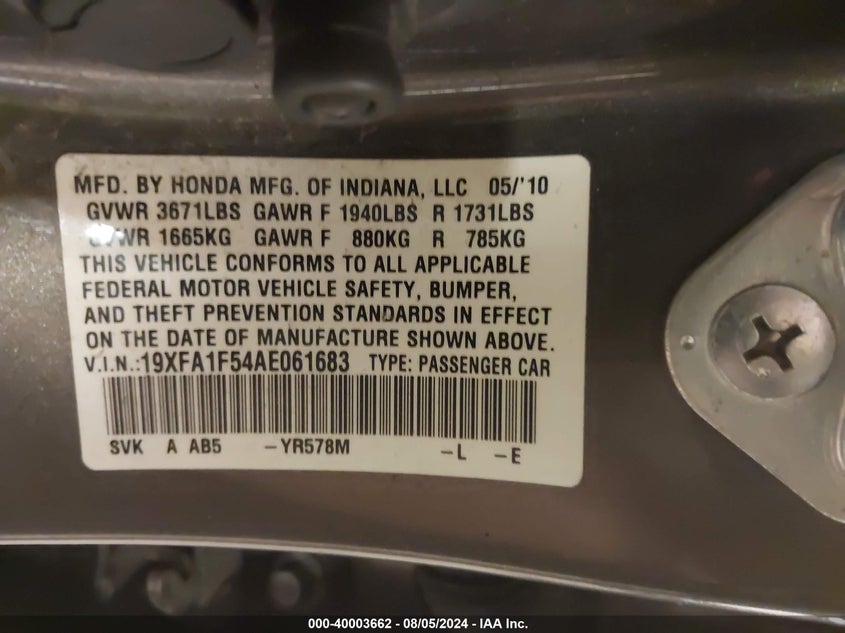 MFD. BY HONDA MFG. OF INDIANA, LLC 05/'10
GVWR 3671LBS GAWR F 1940LBS R 1731LBS
GVWR 1665KG GAWR F 880KG R 785KG
THIS VEHICLE CONFORMS TO ALL APPLICABLE
FEDERAL MOTOR VEHICLE SAFETY, BUMPER,
AND THEFT PREVENTION STANDARDS IN EFFECT
ON THE DATE OF MANUFACTURE SHOWN ABOVE.
V.I.N.:19XFA1F54AE061683 TYPE: PASSENGER CAR
SVK A AB5 -YR578M -L -E
000-40003662 - 08/05/2024 - IAA Inc.